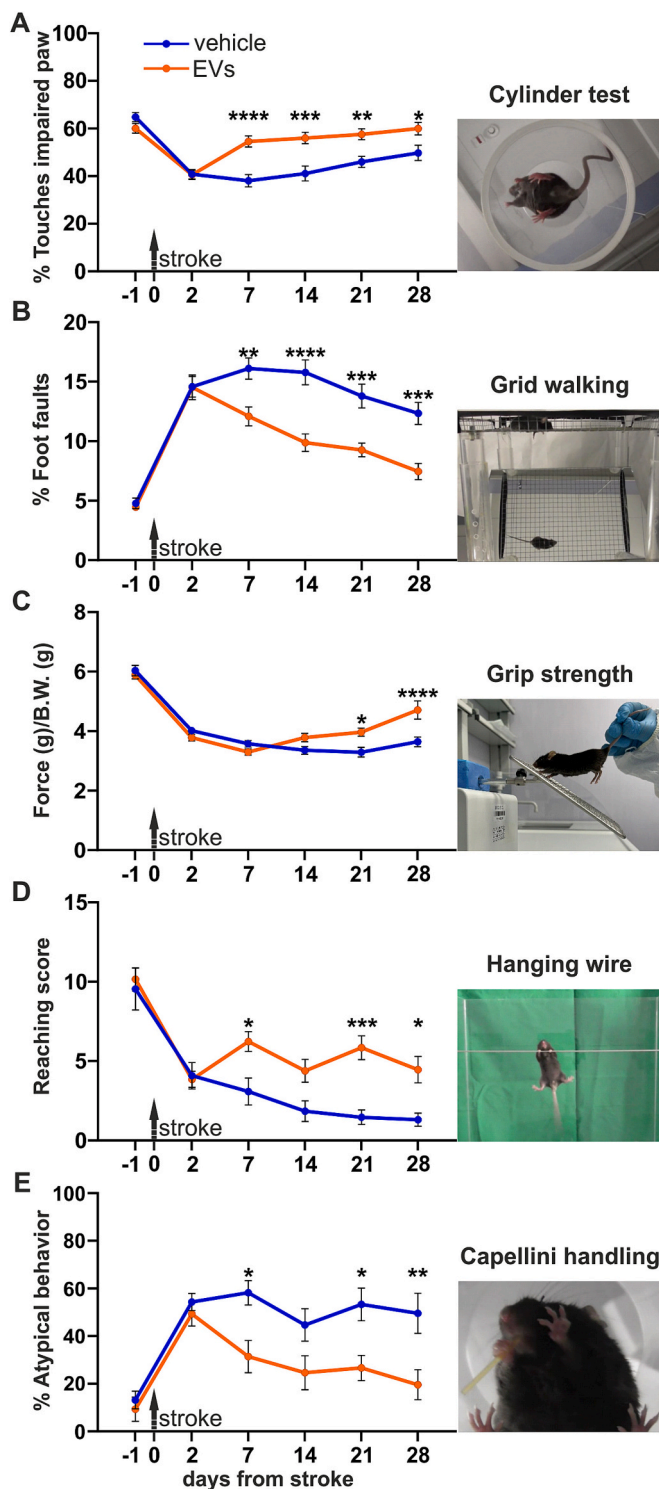 A
% Touches impaired paw
100
80
60
40
20
0
vehicle
EVs
**** *** ** *
stroke
-1 0 2 7 14 21 28
Cylinder test
B
% Foot faults
20
15
10
5
0
** **** *** ***
stroke
-1 0 2 7 14 21 28
Grid walking
C
Force (g)/B.W. (g)
8
6
4
2
0
* ****
stroke
-1 0 2 7 14 21 28
Grip strength
D
Reaching score
15
10
5
0
* *** *
stroke
-1 0 2 7 14 21 28
Hanging wire
E
% Atypical behavior
100
80
60
40
20
0
* * **
stroke
-1 0 2 7 14 21 28
days from stroke
Capellini handling